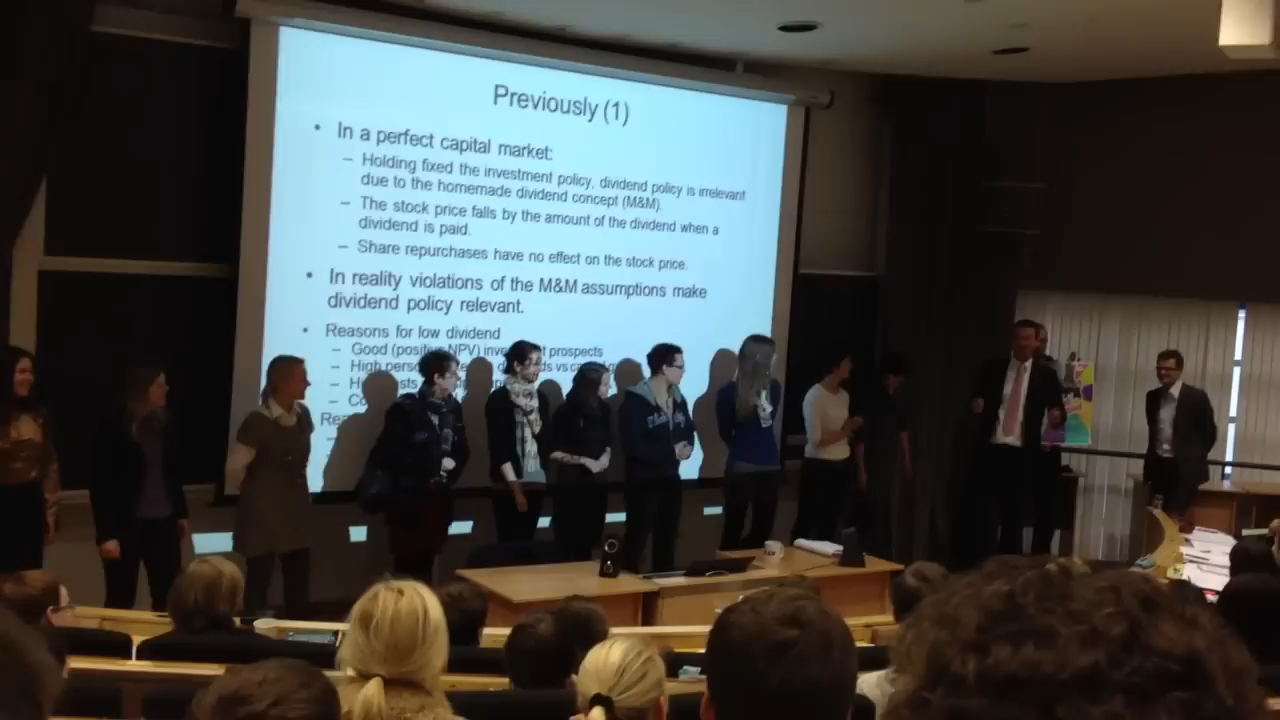 Previously (1)
• In a perfect capital market:
– Holding fixed the investment policy, dividend policy is irrelevant
due to the homemade dividend concept (M&M).
– The stock price falls by the amount of the dividend when a
dividend is paid.
– Share repurchases have no effect on the stock price.
• In reality violations of the M&M assumptions make
dividend policy relevant.
• Reasons for low dividend
– Good (positive NPV) prospects
– High